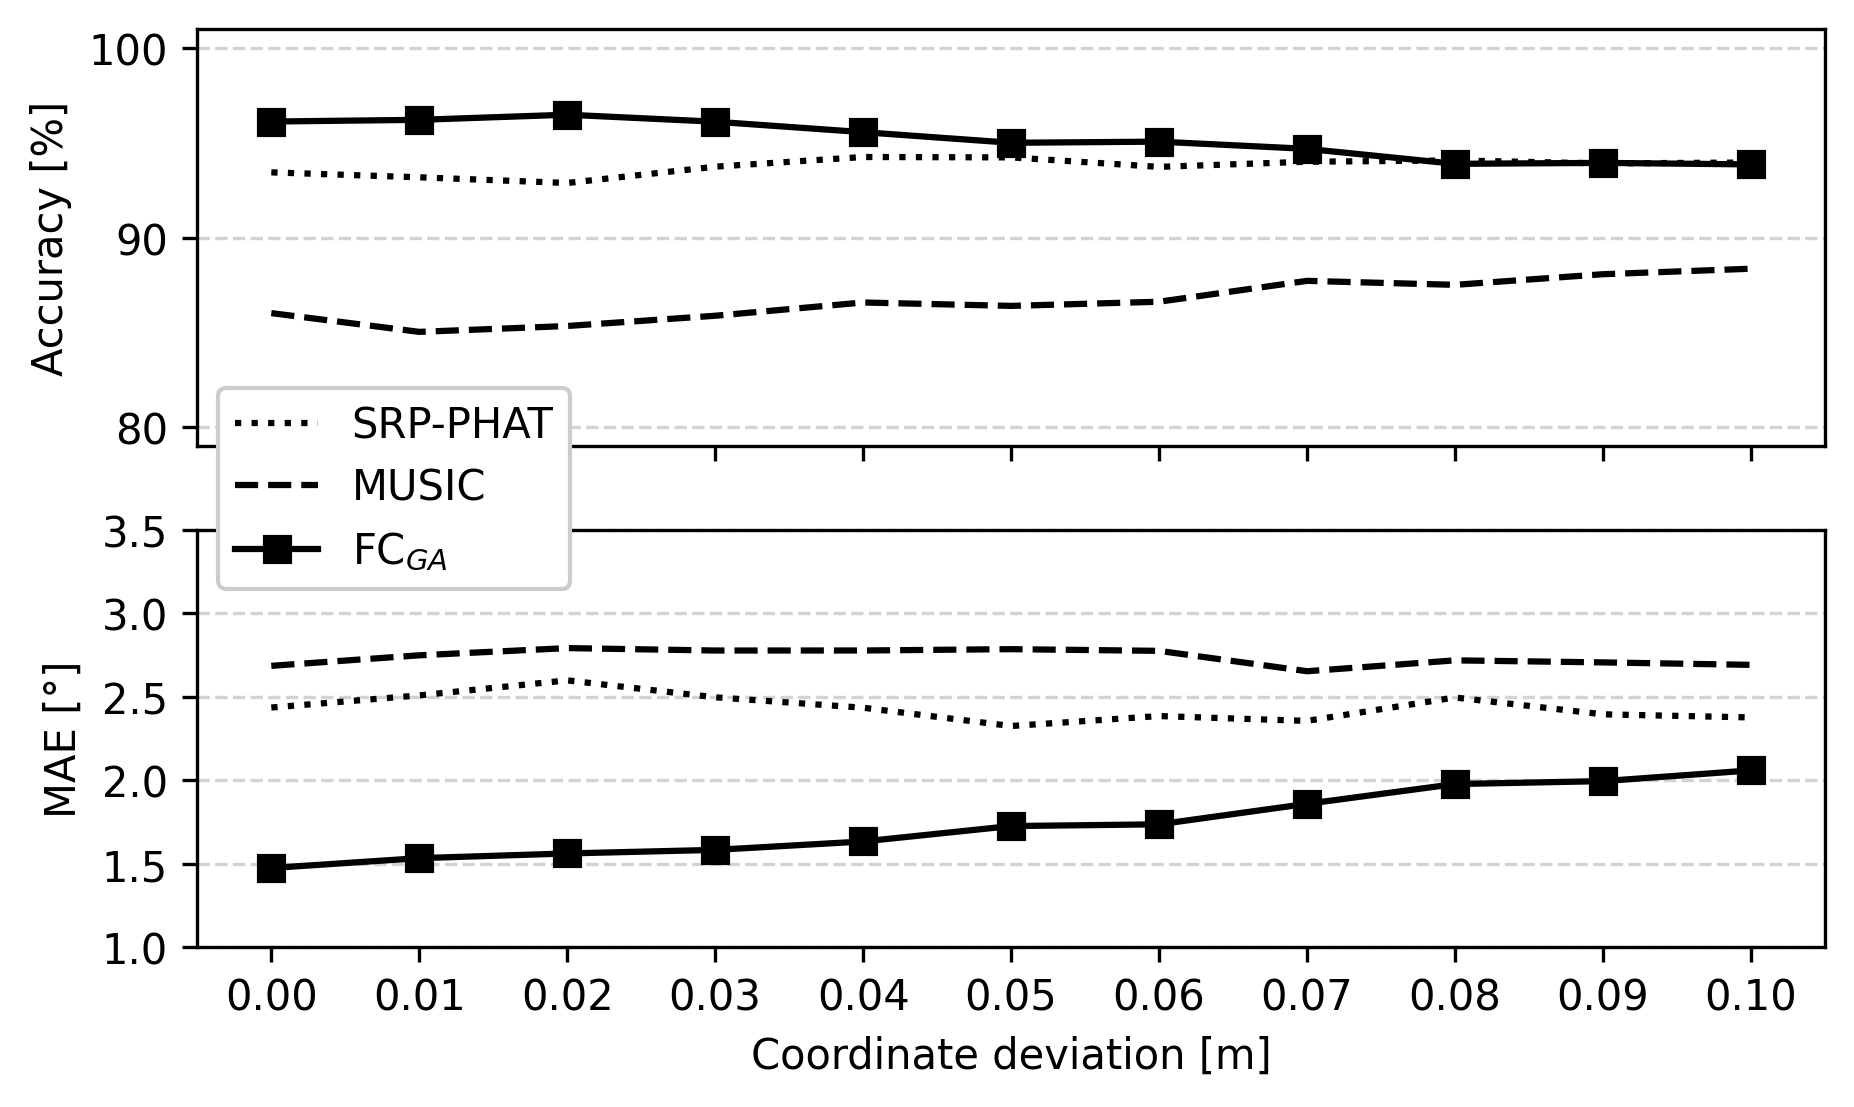 100
90
80
Accuracy [%]
SRP-PHAT
MUSIC
FC_GA
3.5
3.0
2.5
2.0
1.5
1.0
MAE [°]
0.00 0.01 0.02 0.03 0.04 0.05 0.06 0.07 0.08 0.09 0.10
Coordinate deviation [m]